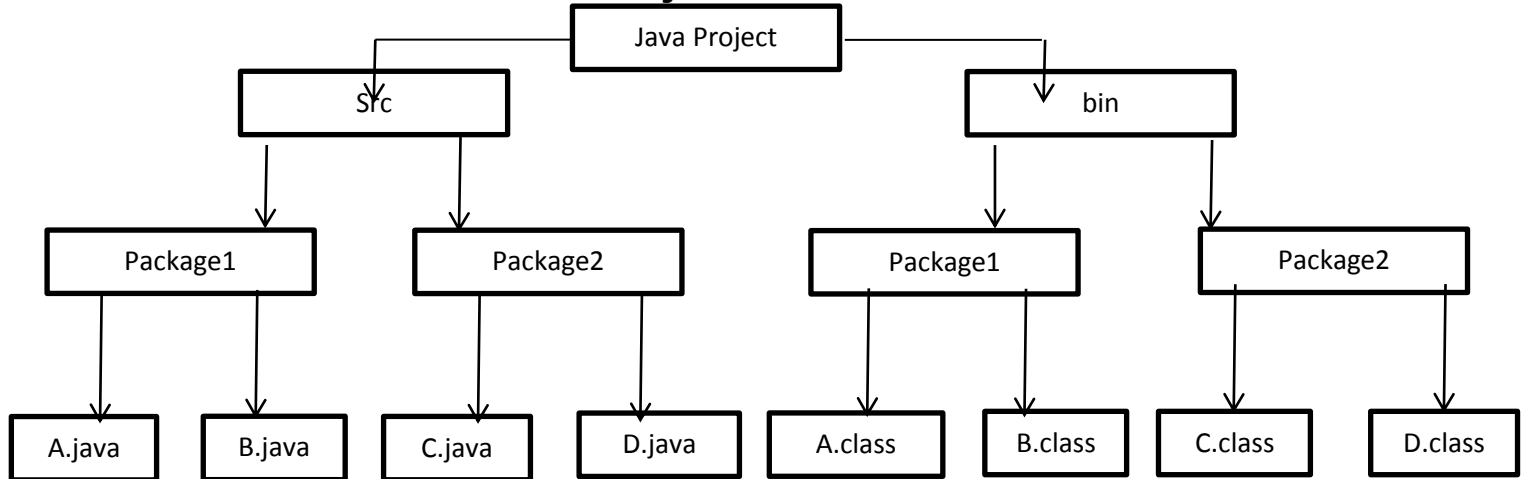 Java Project
Src
bin
Package1
Package2
Package1
Package2
A.java
B.java
C.java
D.java
A.class
B.class
C.class
D.class